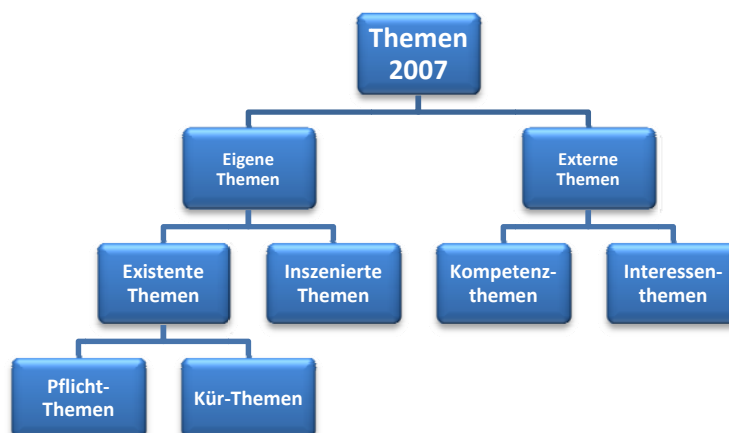 Themen
2007
Eigene
Themen
Externe
Themen
Existente
Themen
Inszenierte
Themen
Kompetenz-
themen
Interessen-
themen
Pflicht-
Themen
Kür-Themen